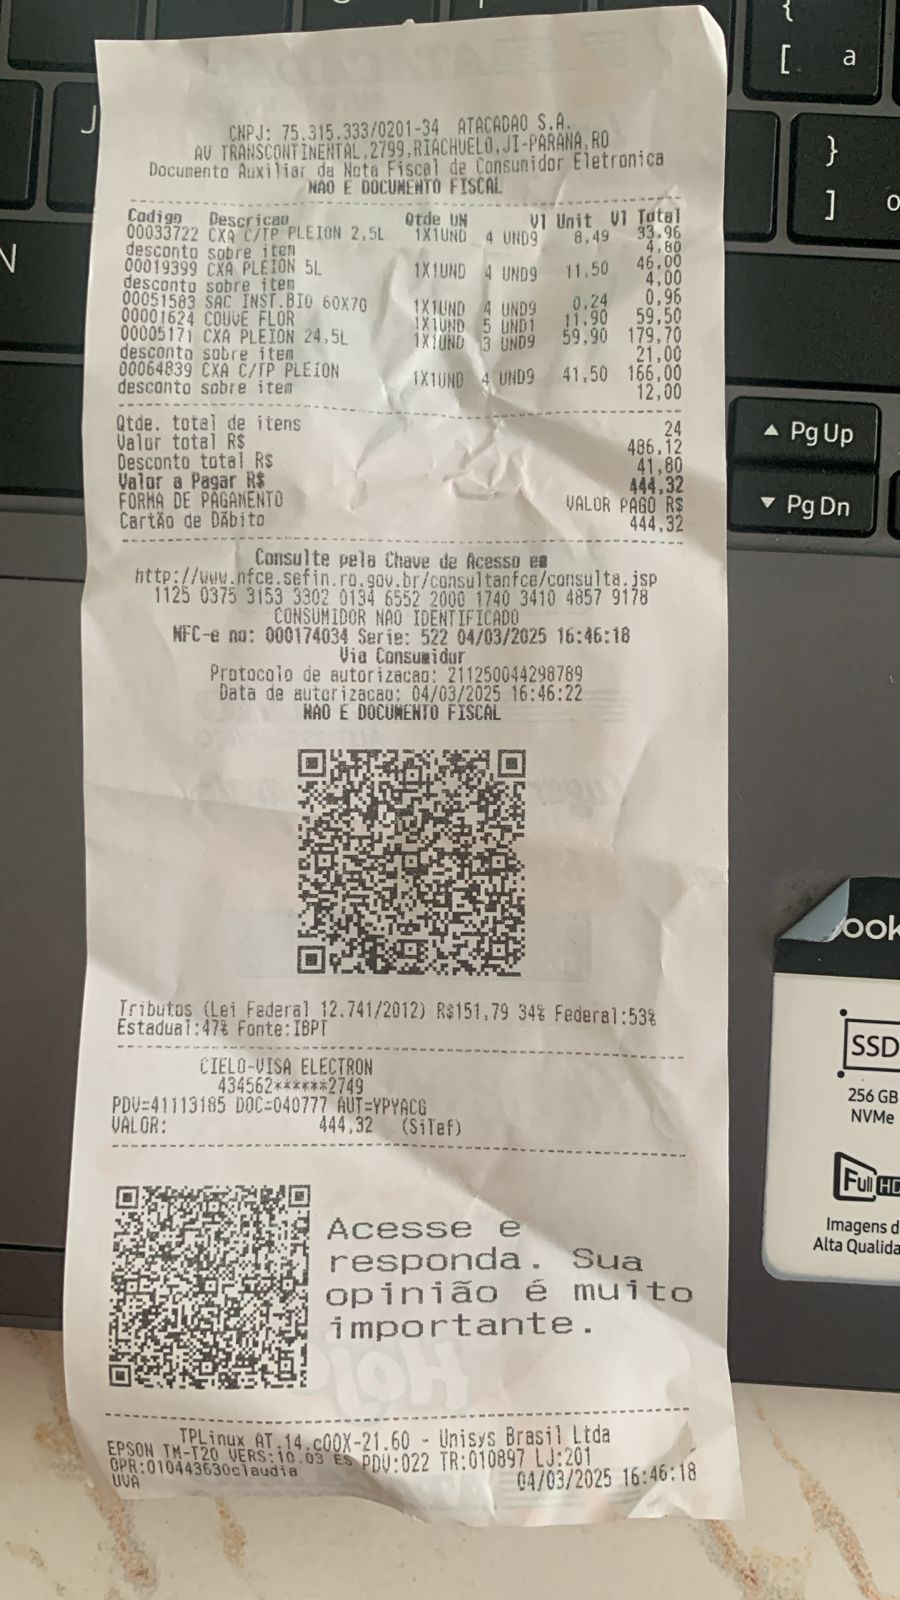 CNPJ: 75.315.333/0201-34 ATACADAO S.A.
AV TRANSCONTINENTAL,2799,RIACHUELO,JI-PARANA,RO
Documento Auxiliar da Nota Fiscal de Consumidor Eletronica
NAO E DOCUMENTO FISCAL
Codigo Descricao Qtde UN Vl Unit Vl Total
00033722 CXA C/TP PLEION 2,5L 1X1UND 4 UND9 8,49 33,96
desconto sobre item 4,80
00019399 CXA PLEION 5L 1X1UND 4 UND9 11,50 46,00
desconto sobre item 4,00
00051583 SAC INST.BIO 60X70 1X1UND 4 UND9 0,24 0,96
00001624 COUVE FLOR 1X1UND 5 UND1 11,90 59,50
00005171 CXA PLEION 24,5L 1X1UND 3 UND9 59,90 179,70
desconto sobre item 21,00
00064839 CXA C/TP PLEION 1X1UND 4 UND9 41,50 166,00
desconto sobre item 12,00
Qtde. total de itens 24
Valor total R$ 486,12
Desconto total R$ 41,80
Valor a Pagar R$ 444,32
FORMA DE PAGAMENTO VALOR PAGO R$
Cartão de Dábito 444,32
Consulte pela Chave de Acesso em
http://www.nfce.sefin.ro.gov.br/consultanfce/consulta.jsp
1125 0375 3153 3302 0134 6552 2000 1740 3410 4857 9178
CONSUMIDOR NAO IDENTIFICADO
NFC-e no: 000174034 Serie: 522 04/03/2025 16:46:18
Via Consumidor
Protocolo de autorizacao: 211250044298789
Data de autorizacao: 04/03/2025 16:46:22
NAO E DOCUMENTO FISCAL
Tributos (Lei Federal 12.741/2012) R$151,79 34% Federal:53%
Estadual:47% Fonte:IBPT
CIELO-VISA ELECTRON
434562******2749
PDV=41113185 DOC=040777 AUT=YPYACG
VALOR: 444,32 (SiTef)
Acesse e
responda. Sua
opinião é muito
importante.
TPLinux AT.14.c00X-21.60 - Unisys Brasil Ltda
EPSON TM-T20 VERS:10.03 ES PDV:022 TR:010897 LJ:201
OPR:010443630claudia 04/03/2025 16:46:18
UVA
{
[ a
}
] o
J
N
▲ Pg Up
▼ Pg Dn
ook
SSD
256 GB
NVMe
Full HD
Imagens d
Alta Qualida